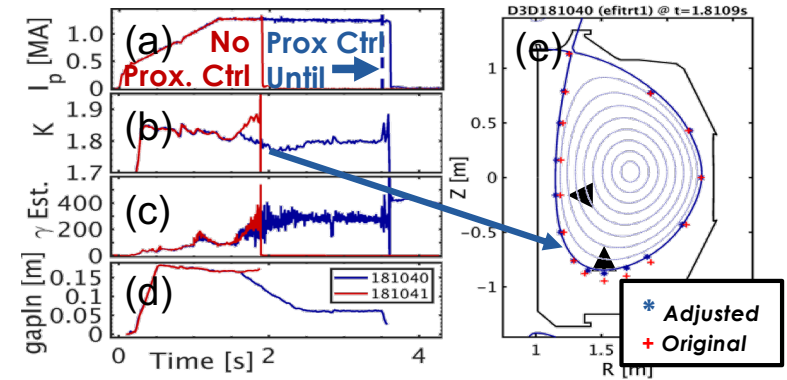 D3D181040 (efitrt1) @ t=1.8109s
(a)
No
Prox. Ctrl
Prox Ctrl
Until
I_p [MA]
1.0
0.5
0.0
(b)
K
1.9
1.8
1.7
(c)
γ Est.
400
200
0
(d)
gapIn [m]
0.15
0.1
0.05
0
181040
181041
0
2
4
Time [s]
(e)
Z [m]
1
0.5
0
−0.5
−1
1
1.5
R [m]
* Adjusted
+ Original